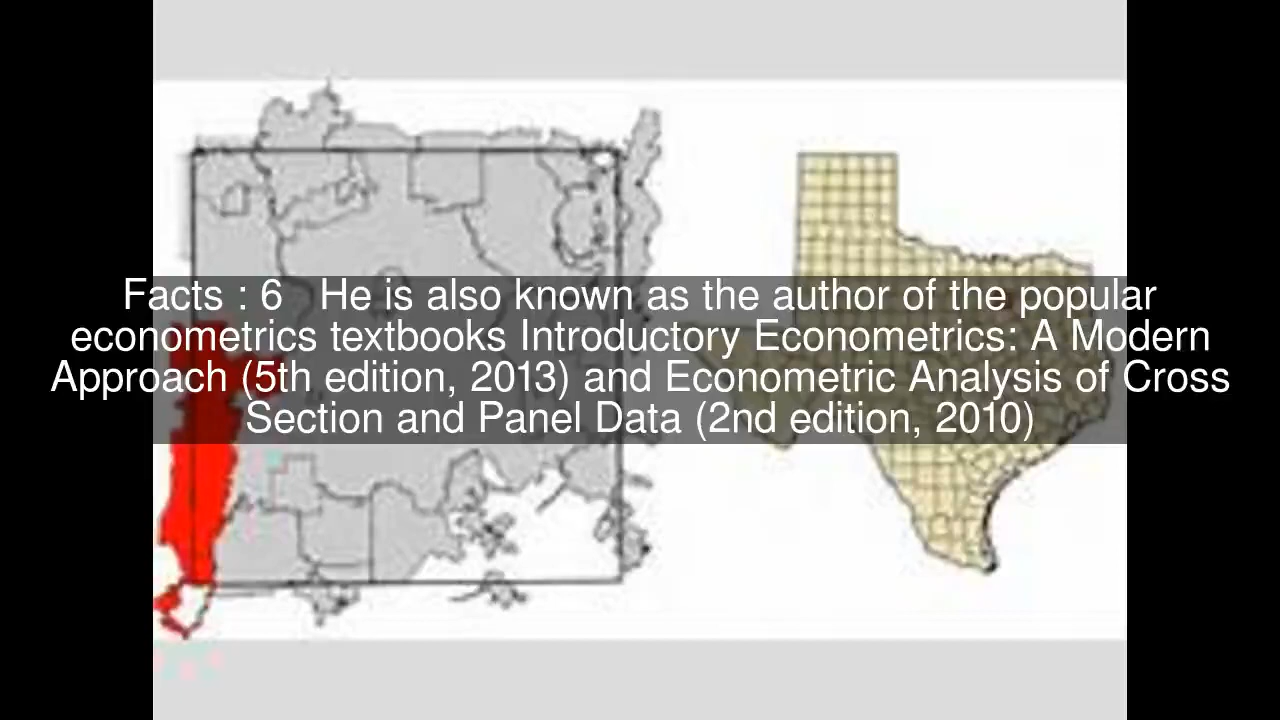 Facts : 6 He is also known as the author of the popular
econometrics textbooks Introductory Econometrics: A Modern
Approach (5th edition, 2013) and Econometric Analysis of Cross
Section and Panel Data (2nd edition, 2010)